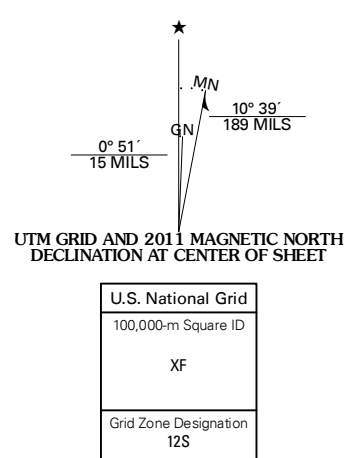 ★
MN
10° 39´
189 MILS
GN
0° 51´
15 MILS
UTM GRID AND 2011 MAGNETIC NORTH
DECLINATION AT CENTER OF SHEET
U.S. National Grid
100,000-m Square ID
XF
Grid Zone Designation
12S